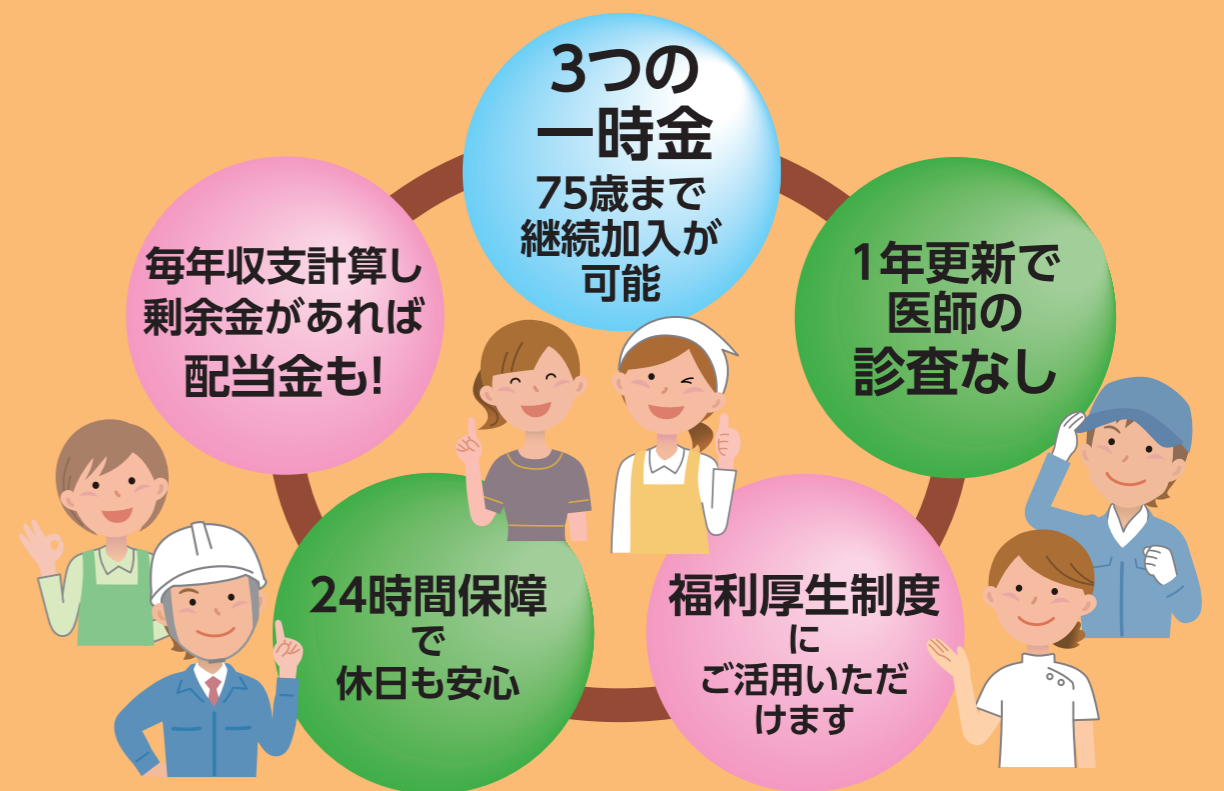 3つの
一時金
75歳まで
継続加入が
可能
毎年収支計算し
剰余金があれば
配当金も!
1年更新で
医師の
診査なし
24時間保障
で
休日も安心
福利厚生制度
に
ご活用いただ
けます